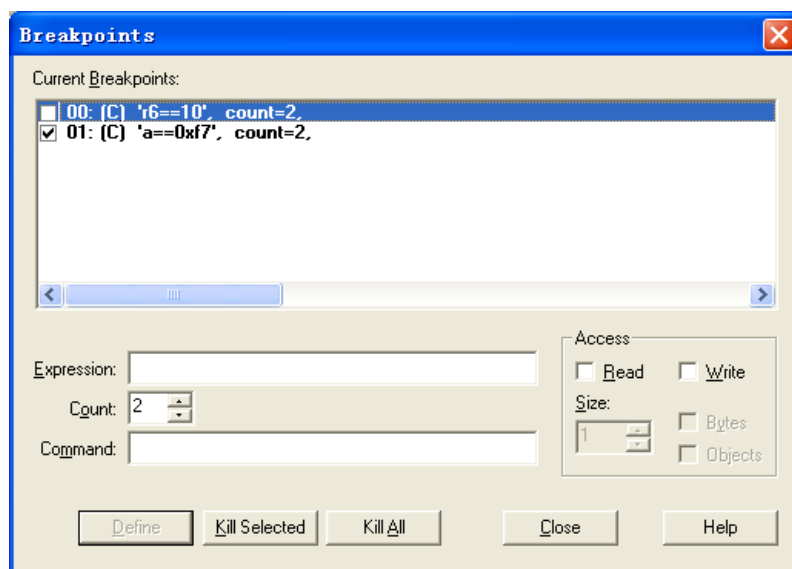 Breakpoints
Current Breakpoints:
00: (C) 'r6==10', count=2,
01: (C) 'a==0xf7', count=2,
Access
Expression:
Read Write
Count: 2
Size:
1
Bytes
Command:
Objects
Define Kill Selected Kill All Close Help